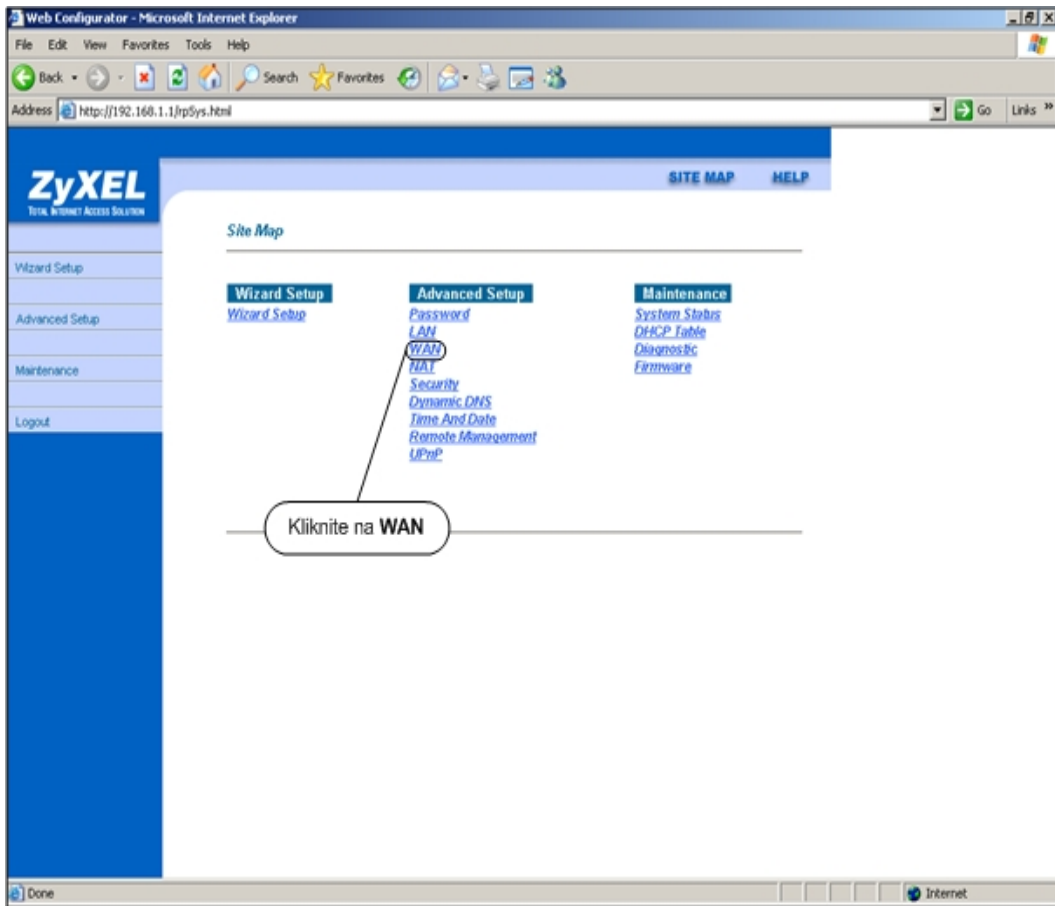 Web Configurator - Microsoft Internet Explorer
File Edit View Favorites Tools Help
Back Search Favorites
Address http://192.168.1.1/rpSys.html Go Links »
ZyXEL
TOTAL INTERNET ACCESS SOLUTION
SITE MAP HELP
Wizard Setup
Advanced Setup
Maintenance
Logout
Site Map
Wizard Setup
Wizard Setup
Advanced Setup
Password
LAN
WAN
NAT
Security
Dynamic DNS
Time And Date
Remote Management
UPnP
Maintenance
System Status
DHCP Table
Diagnostic
Firmware
Kliknite na WAN
Done Internet